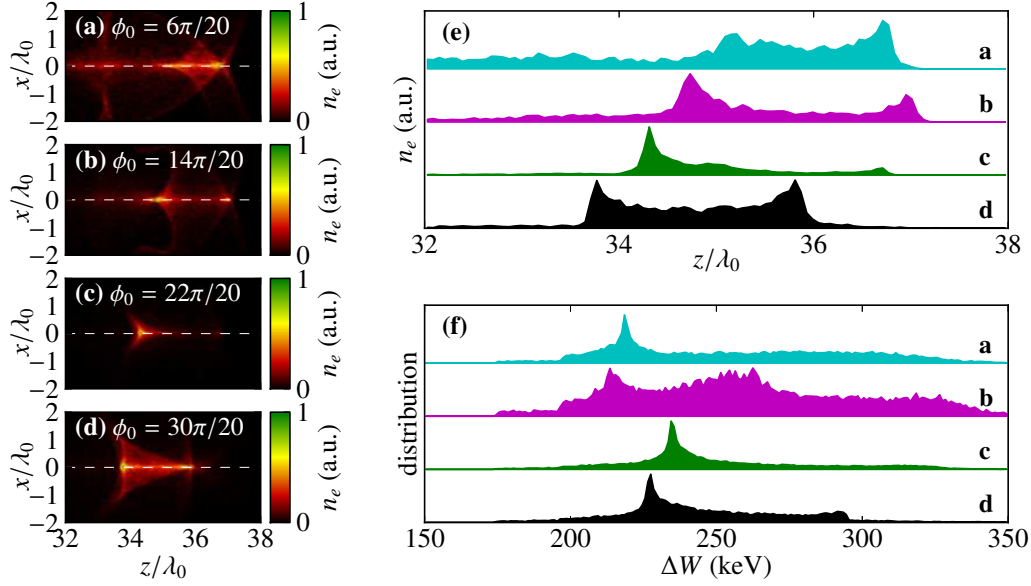 (a) ϕ₀ = 6π/20
x/λ₀
2
1
0
−1
−2
1
0
nₑ (a.u.)
(b) ϕ₀ = 14π/20
x/λ₀
2
1
0
−1
−2
1
0
nₑ (a.u.)
(c) ϕ₀ = 22π/20
x/λ₀
2
1
0
−1
−2
1
0
nₑ (a.u.)
(d) ϕ₀ = 30π/20
x/λ₀
2
1
0
−1
−2
1
0
nₑ (a.u.)
32 34 36 38
z/λ₀
(e)
nₑ (a.u.)
a
b
c
d
32 34 36 38
z/λ₀
(f)
distribution
a
b
c
d
150 200 250 300 350
ΔW (keV)